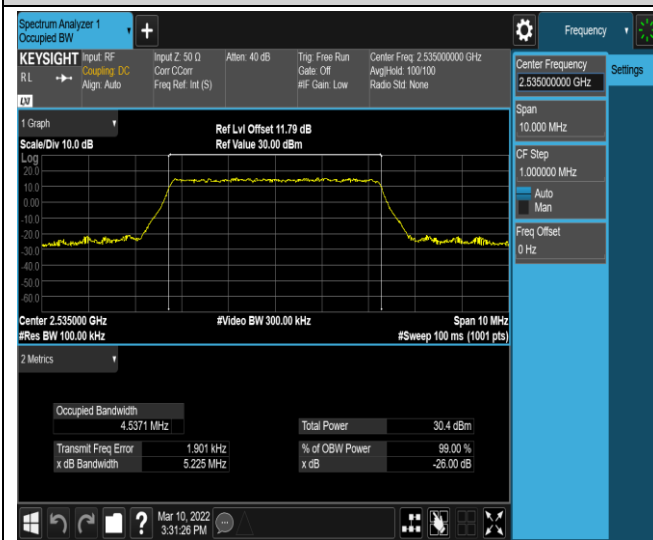 Spectrum Analyzer 1
Occupied BW
Frequency
KEYSIGHT
Input: RF
Coupling: DC
Align: Auto
Input Z: 50 Ω
Corr CCorr
Freq Ref: Int (S)
Atten: 40 dB
Trig: Free Run
Gate: Off
#IF Gain: Low
Center Freq: 2.535000000 GHz
Avg|Hold: 100/100
Radio Std: None
R L
LXI
Center Frequency
2.535000000 GHz
Settings
Span
10.000 MHz
CF Step
1.000000 MHz
Auto
Man
Freq Offset
0 Hz
1 Graph
Scale/Div 10.0 dB
Ref Lvl Offset 11.79 dB
Ref Value 30.00 dBm
Log
20.0
10.0
0.00
-10.0
-20.0
-30.0
-50.0
-60.0
Center 2.535000 GHz
#Res BW 100.00 kHz
#Video BW 300.00 kHz
Span 10 MHz
#Sweep 100 ms (1001 pts)
2 Metrics
Occupied Bandwidth
4.5371 MHz
Total Power 30.4 dBm
Transmit Freq Error 1.901 kHz
% of OBW Power 99.00 %
x dB Bandwidth 5.225 MHz
x dB -26.00 dB
Mar 10, 2022
3:31:26 PM